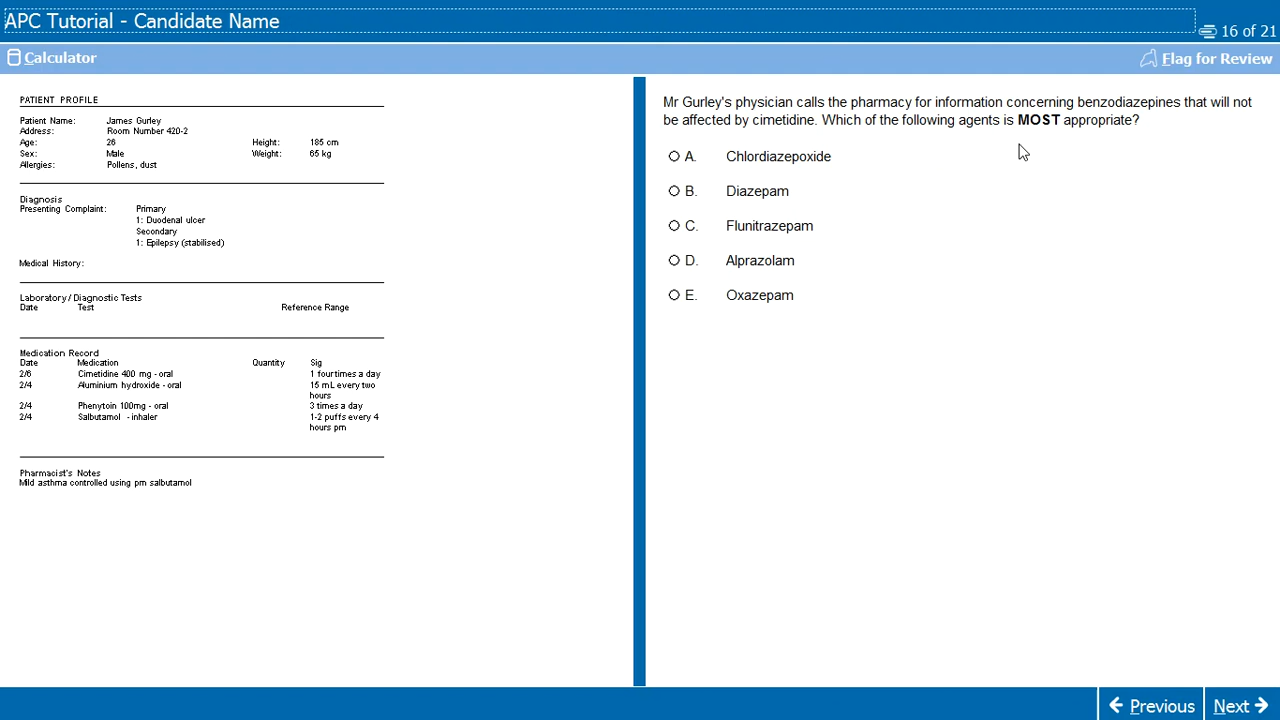 APC Tutorial - Candidate Name
16 of 21
Calculator
Flag for Review
PATIENT PROFILE
Patient Name: James Gurley
Address: Room Number 420-2
Age: 26 Height: 185 cm
Sex: Male Weight: 65 kg
Allergies: Pollens, dust
Diagnosis
Presenting Complaint: Primary
1: Duodenal ulcer
Secondary
1: Epilepsy (stabilised)
Medical History:
Laboratory / Diagnostic Tests
Date Test Reference Range
Medication Record
Date Medication Quantity Sig
2/6 Cimetidine 400 mg - oral 1 four times a day
2/4 Aluminium hydroxide - oral 15 mL every two
hours
2/4 Phenytoin 100mg - oral 3 times a day
2/4 Salbutamol - inhaler 1-2 puffs every 4
hours prn
Pharmacist's Notes
Mild asthma controlled using prn salbutamol
Mr Gurley's physician calls the pharmacy for information concerning benzodiazepines that will not
be affected by cimetidine. Which of the following agents is MOST appropriate?
A. Chlordiazepoxide
B. Diazepam
C. Flunitrazepam
D. Alprazolam
E. Oxazepam
Previous
Next